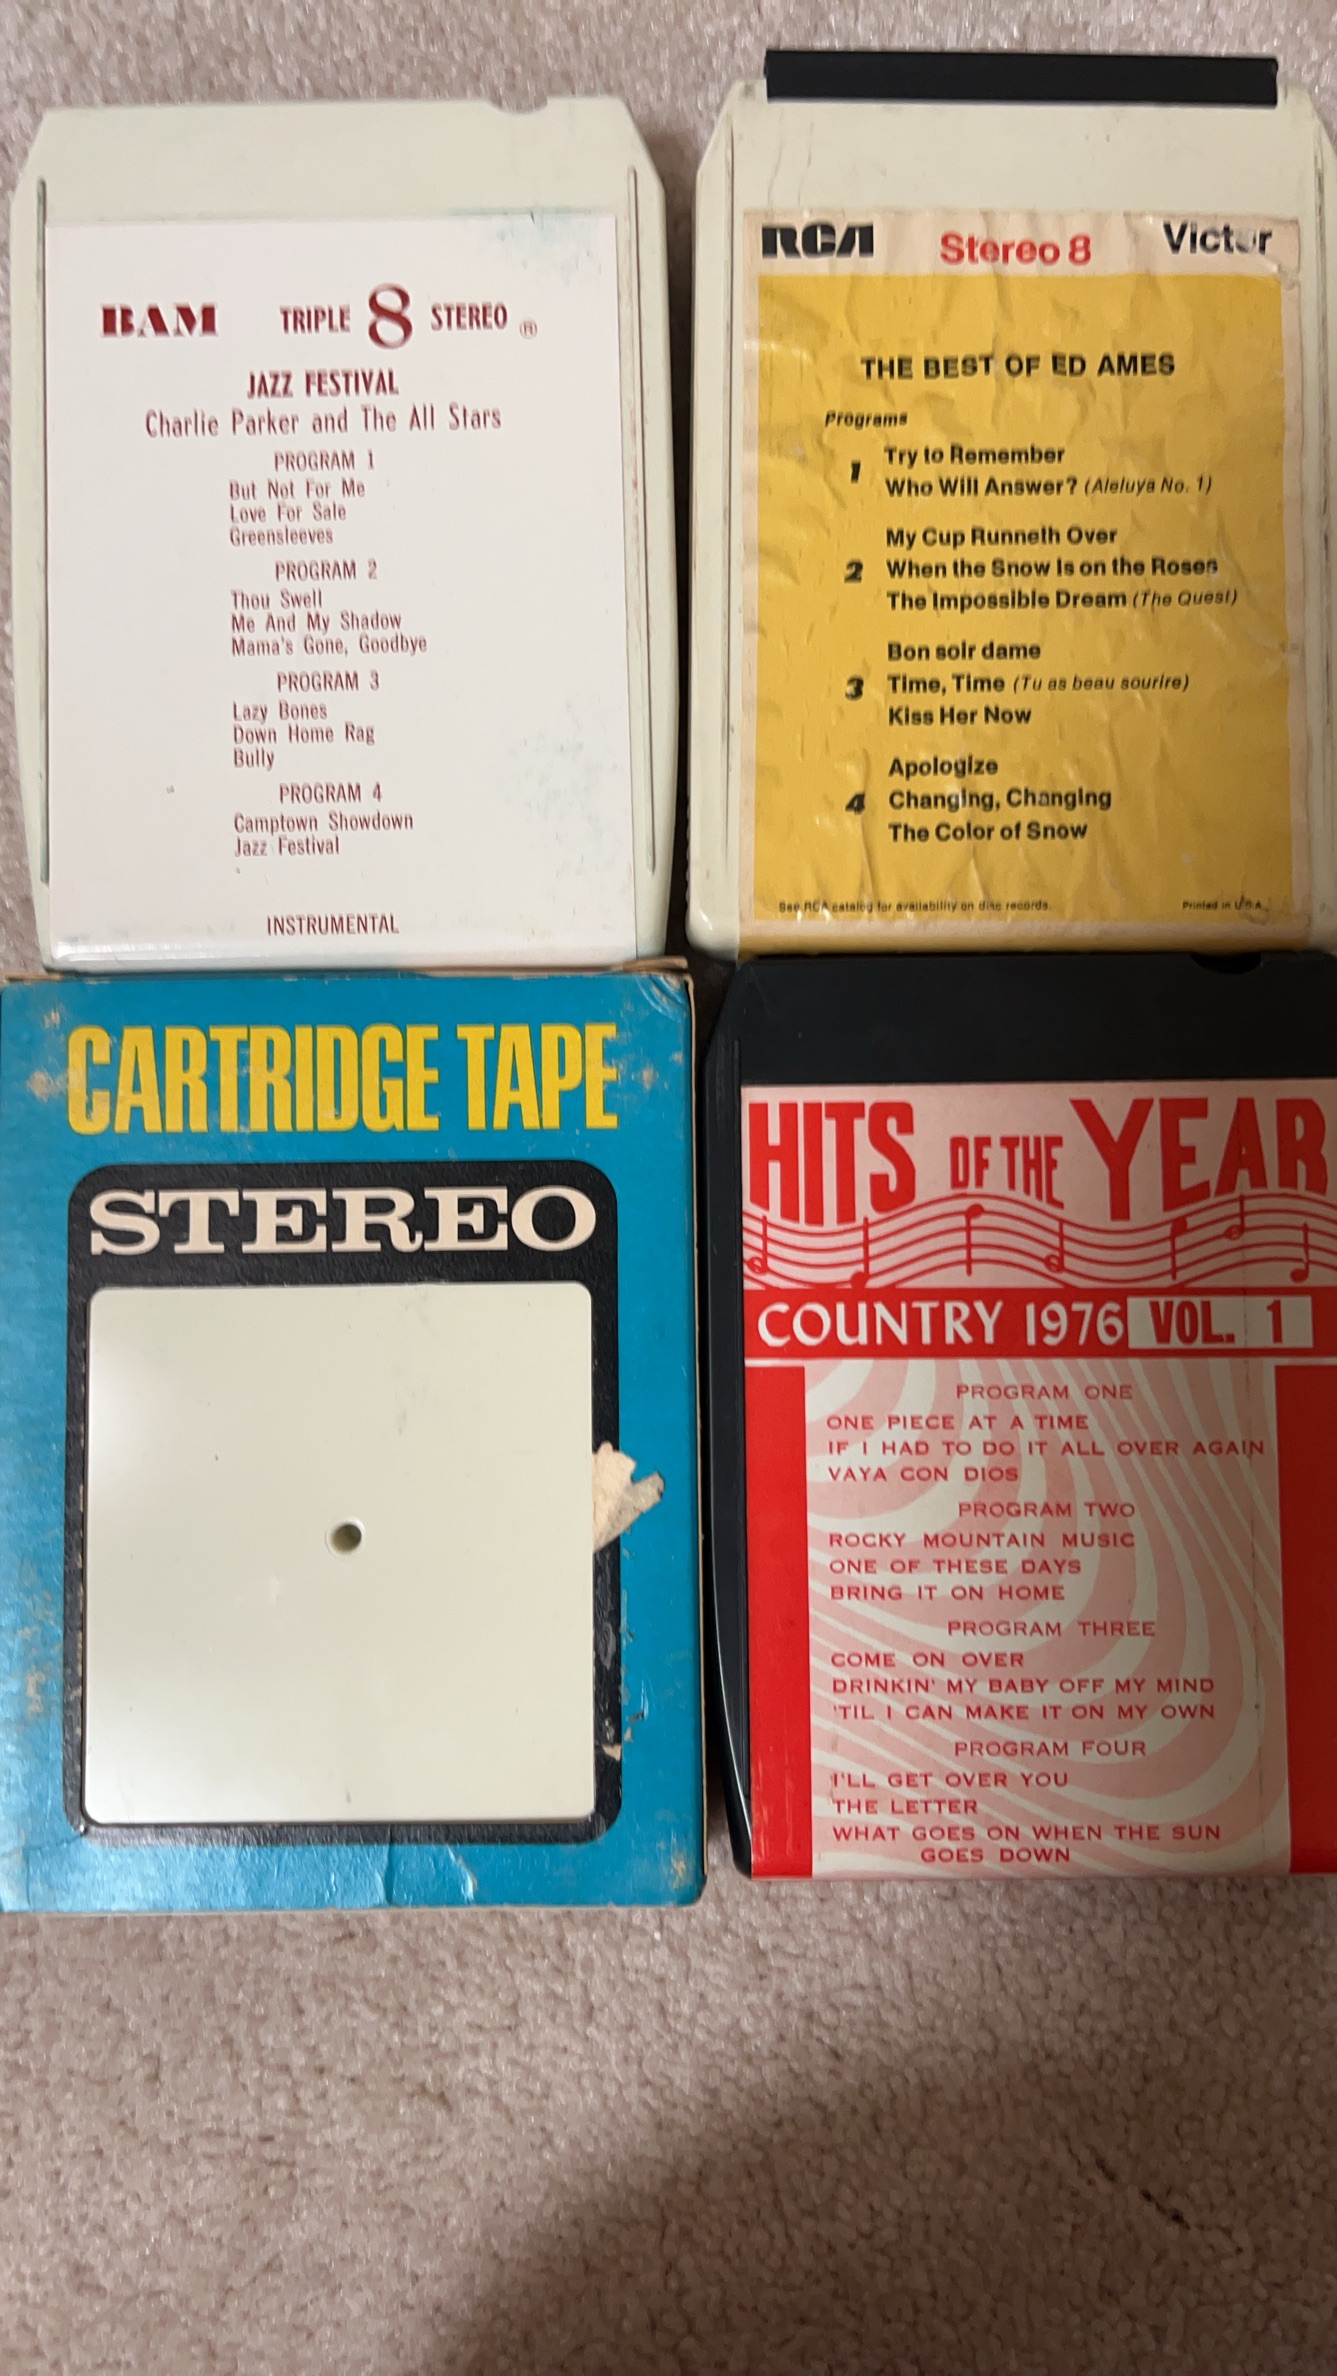 BAM TRIPLE 8 STEREO ®
JAZZ FESTIVAL
Charlie Parker and The All Stars
PROGRAM 1
But Not For Me
Love For Sale
Greensleeves
PROGRAM 2
Thou Swell
Me And My Shadow
Mama's Gone, Goodbye
PROGRAM 3
Lazy Bones
Down Home Rag
Bully
PROGRAM 4
Camptown Showdown
Jazz Festival
INSTRUMENTAL
RCA Stereo 8 Victor
THE BEST OF ED AMES
Programs
1 Try to Remember
Who Will Answer? (Aleluya No. 1)
My Cup Runneth Over
2 When the Snow Is on the Roses
The Impossible Dream (The Quest)
Bon soir dame
3 Time, Time (Tu as beau sourire)
Kiss Her Now
Apologize
4 Changing, Changing
The Color of Snow
See RCA catalog for availability on disc records. Printed in U.S.A.
CARTRIDGE TAPE
STEREO
HITS OF THE YEAR
COUNTRY 1976 VOL. 1
PROGRAM ONE
ONE PIECE AT A TIME
IF I HAD TO DO IT ALL OVER AGAIN
VAYA CON DIOS
PROGRAM TWO
ROCKY MOUNTAIN MUSIC
ONE OF THESE DAYS
BRING IT ON HOME
PROGRAM THREE
COME ON OVER
DRINKIN' MY BABY OFF MY MIND
'TIL I CAN MAKE IT ON MY OWN
PROGRAM FOUR
I'LL GET OVER YOU
THE LETTER
WHAT GOES ON WHEN THE SUN
GOES DOWN